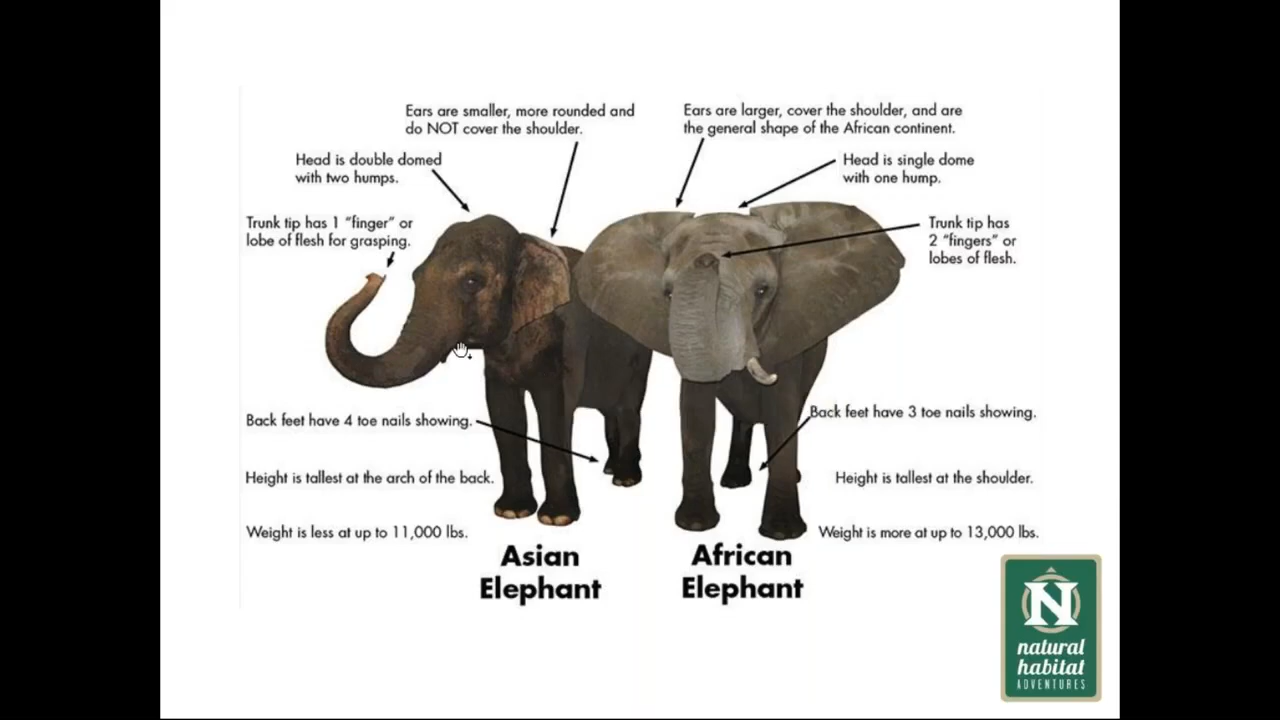 Ears are smaller, more rounded and
do NOT cover the shoulder.
Ears are larger, cover the shoulder, and are
the general shape of the African continent.
Head is double domed
with two humps.
Head is single dome
with one hump.
Trunk tip has 1 “finger” or
lobe of flesh for grasping.
Trunk tip has
2 “fingers” or
lobes of flesh.
Back feet have 4 toe nails showing.
Back feet have 3 toe nails showing.
Height is tallest at the arch of the back.
Height is tallest at the shoulder.
Weight is less at up to 11,000 lbs.
Weight is more at up to 13,000 lbs.
Asian
Elephant
African
Elephant
N
natural
habitat
ADVENTURES